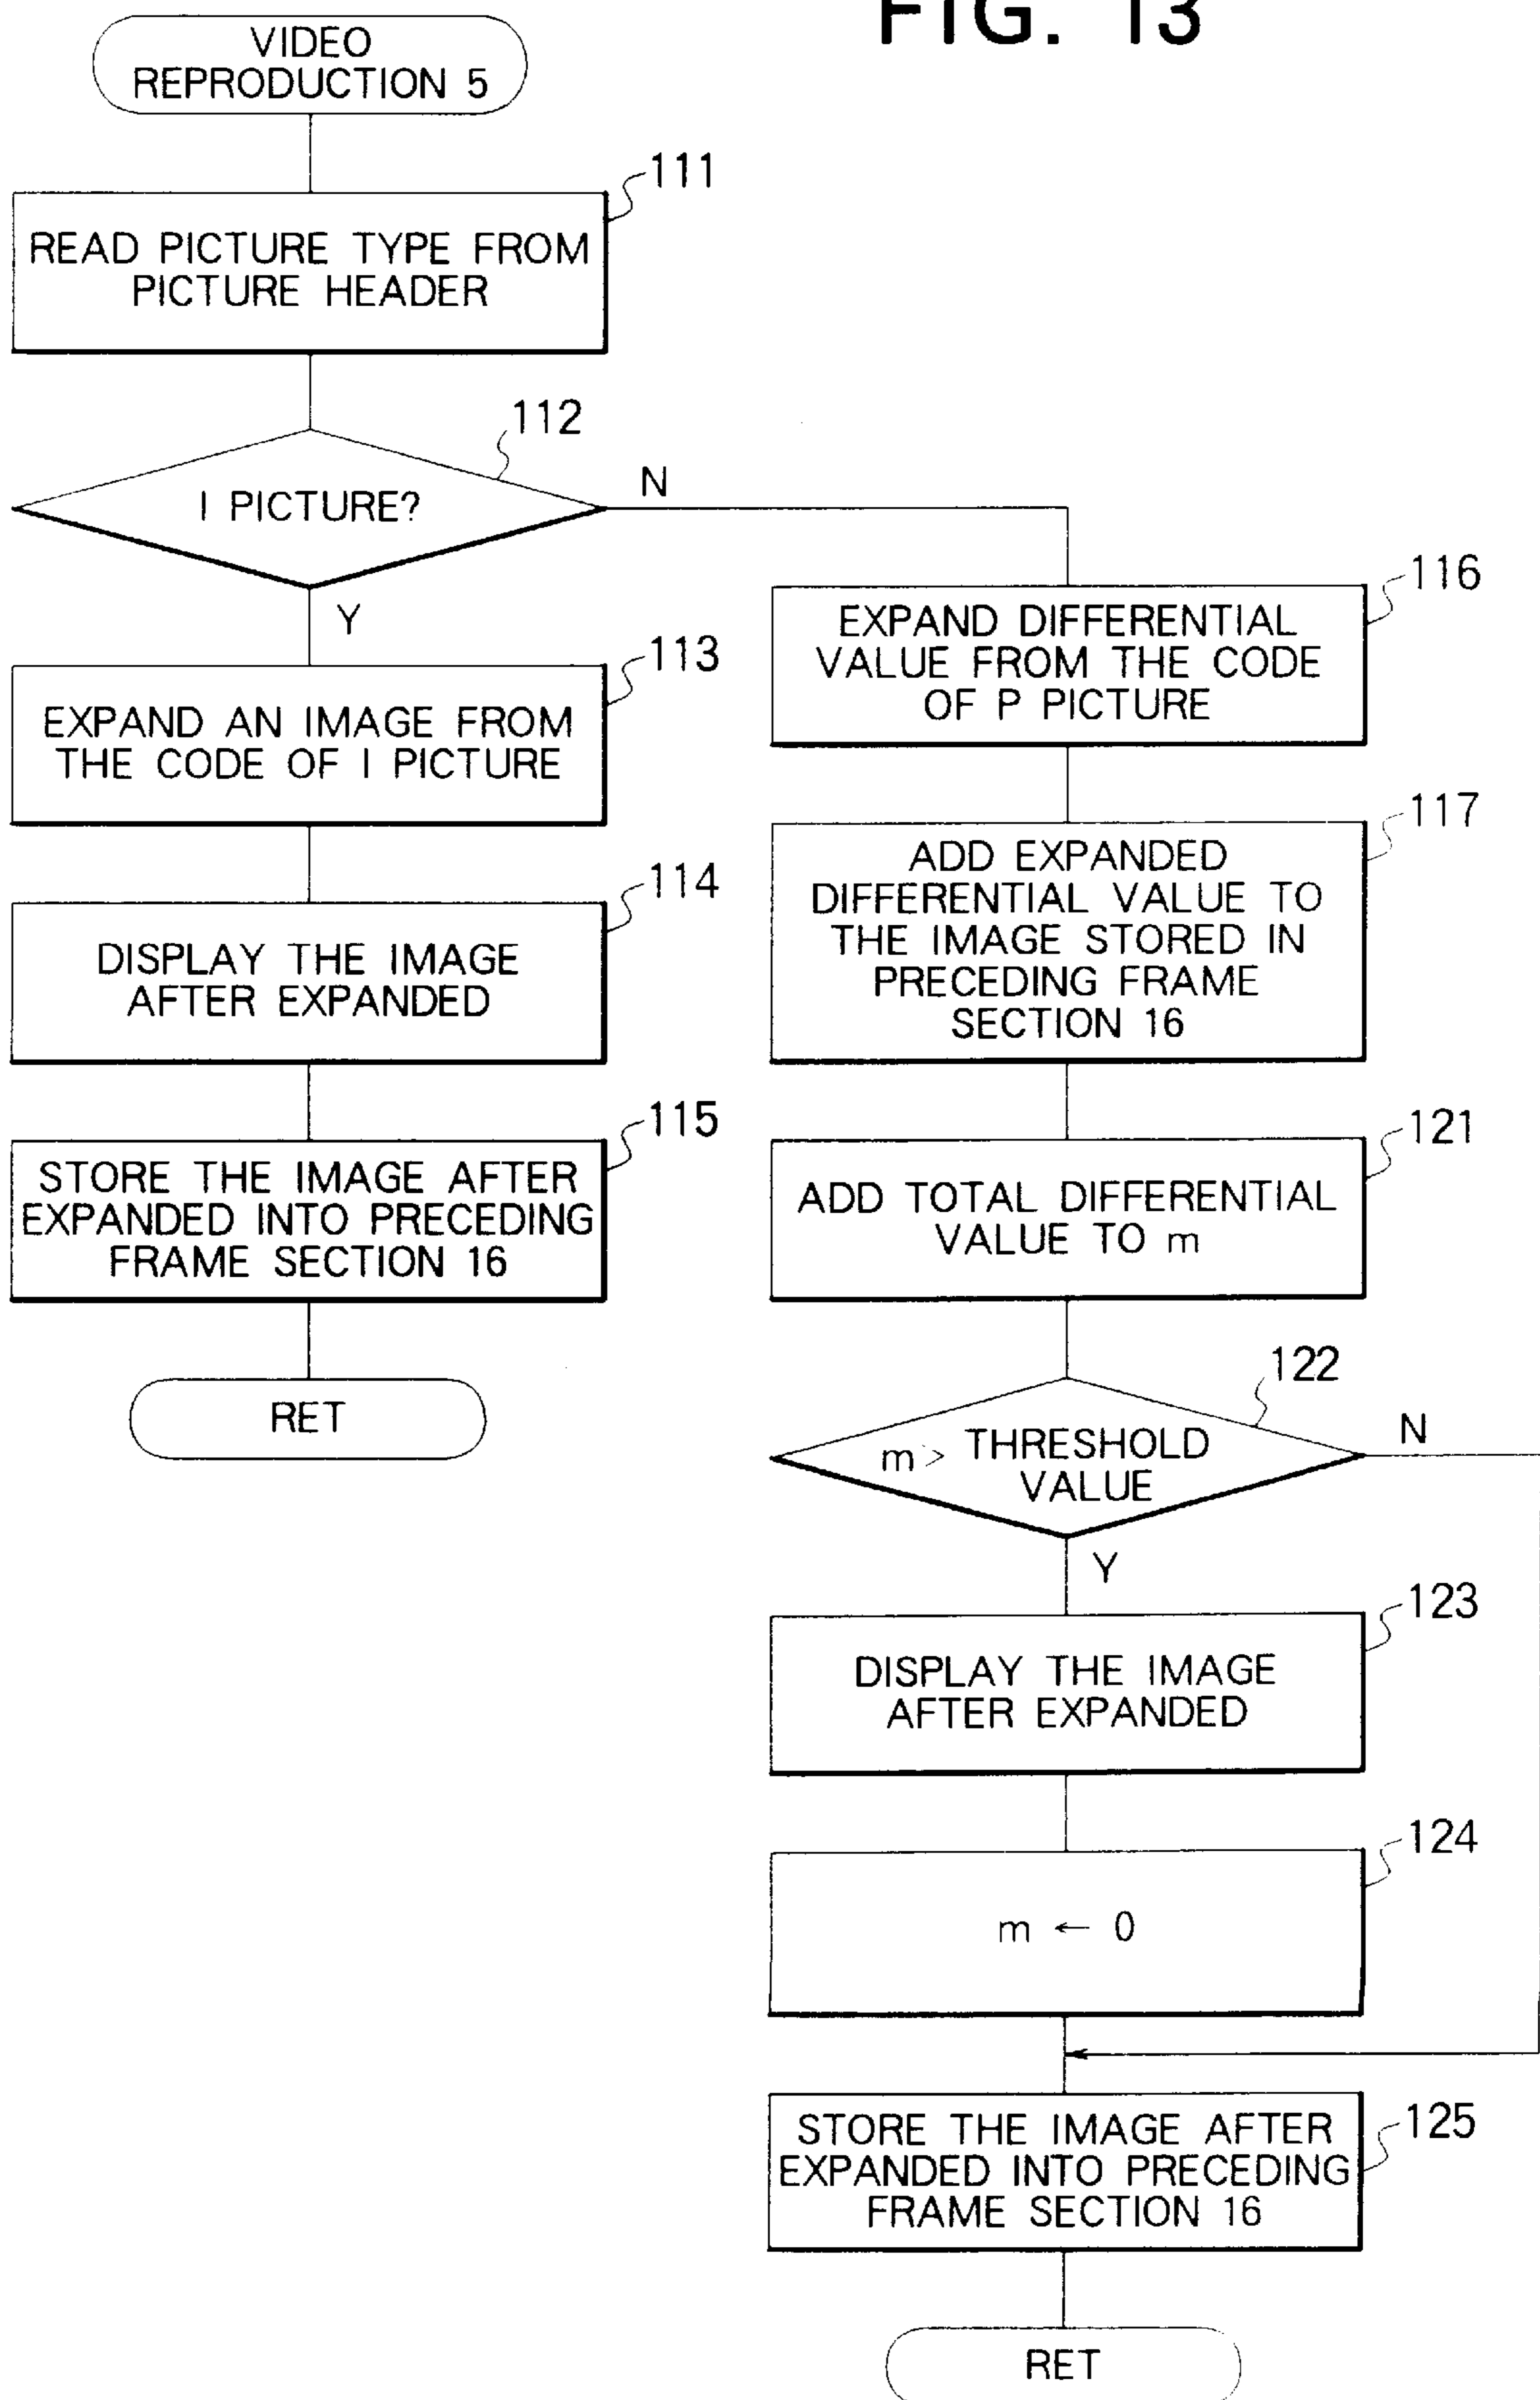 FIG. 13
VIDEO
REPRODUCTION 5
111
READ PICTURE TYPE FROM
PICTURE HEADER
112
I PICTURE?
N
Y
113
EXPAND AN IMAGE FROM
THE CODE OF I PICTURE
114
DISPLAY THE IMAGE
AFTER EXPANDED
115
STORE THE IMAGE AFTER
EXPANDED INTO PRECEDING
FRAME SECTION 16
RET
116
EXPAND DIFFERENTIAL
VALUE FROM THE CODE
OF P PICTURE
117
ADD EXPANDED
DIFFERENTIAL VALUE TO
THE IMAGE STORED IN
PRECEDING FRAME
SECTION 16
121
ADD TOTAL DIFFERENTIAL
VALUE TO m
122
m > THRESHOLD
VALUE
N
Y
123
DISPLAY THE IMAGE
AFTER EXPANDED
124
m ← 0
125
STORE THE IMAGE AFTER
EXPANDED INTO PRECEDING
FRAME SECTION 16
RET